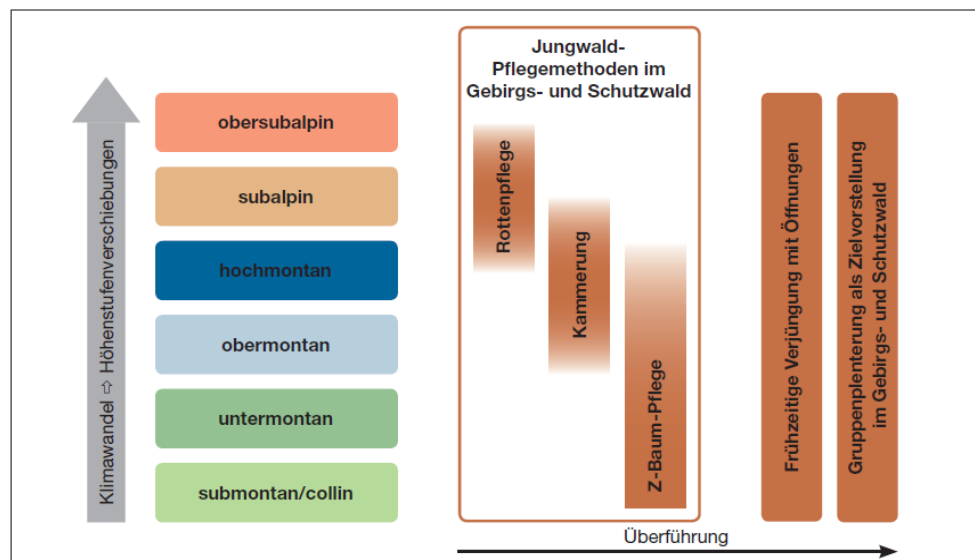 Klimawandel ⇨ Höhenstufenverschiebungen
obersubalpin
subalpin
hochmontan
obermontan
untermontan
submontan/collin
Jungwald-
Pflegemethoden im
Gebirgs- und Schutzwald
Rottenpflege
Kammerung
Z-Baum-Pflege
Frühzeitige Verjüngung mit Öffnungen
Gruppenplenterung als Zielvorstellung
im Gebirgs- und Schutzwald
Überführung